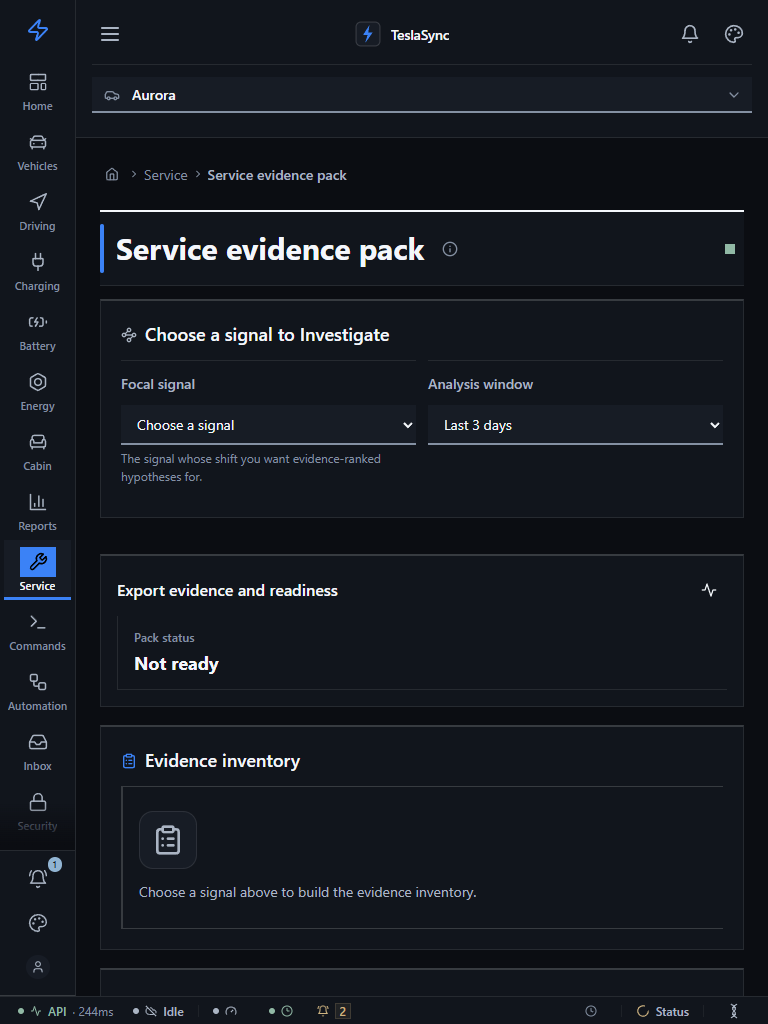 TeslaSync
Aurora
Home
Vehicles
Driving
Charging
Battery
Energy
Cabin
Reports
Service
Commands
Automation
Inbox
Security
1
Service
Service evidence pack
Service evidence pack
Choose a signal to Investigate
Focal signal
Choose a signal
The signal whose shift you want evidence-ranked
hypotheses for.
Analysis window
Last 3 days
Export evidence and readiness
Pack status
Not ready
Evidence inventory
Choose a signal above to build the evidence inventory.
API · 244ms
Idle
2
Status